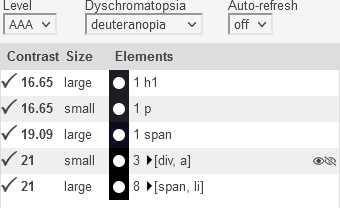 Level Dyschromatopsia Auto-refresh
AAA deuteranopia off
Contrast Size Elements
16.65 large 1 h1
16.65 small 1 p
19.09 large 1 span
21 small 3 [div, a]
21 large 8 [span, li]